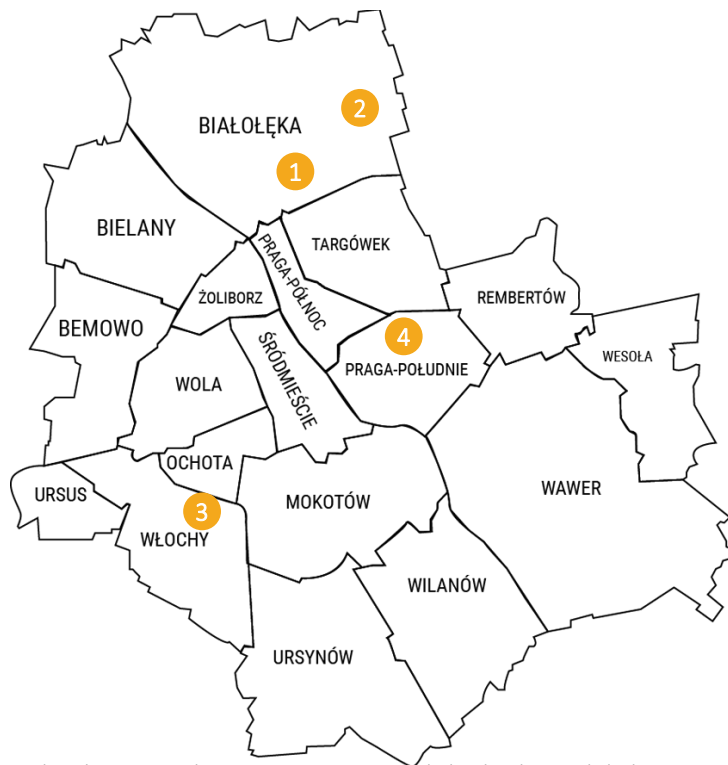 2
BIAŁOŁĘKA
1
BIELANY
PRAGA-PÓŁNOC
TARGÓWEK
ŻOLIBORZ
REMBERTÓW
BEMOWO
4
ŚRÓDMIEŚCIE
WESOŁA
PRAGA-POŁUDNIE
WOLA
OCHOTA
URSUS
WAWER
MOKOTÓW
3
WŁOCHY
WILANÓW
URSYNÓW